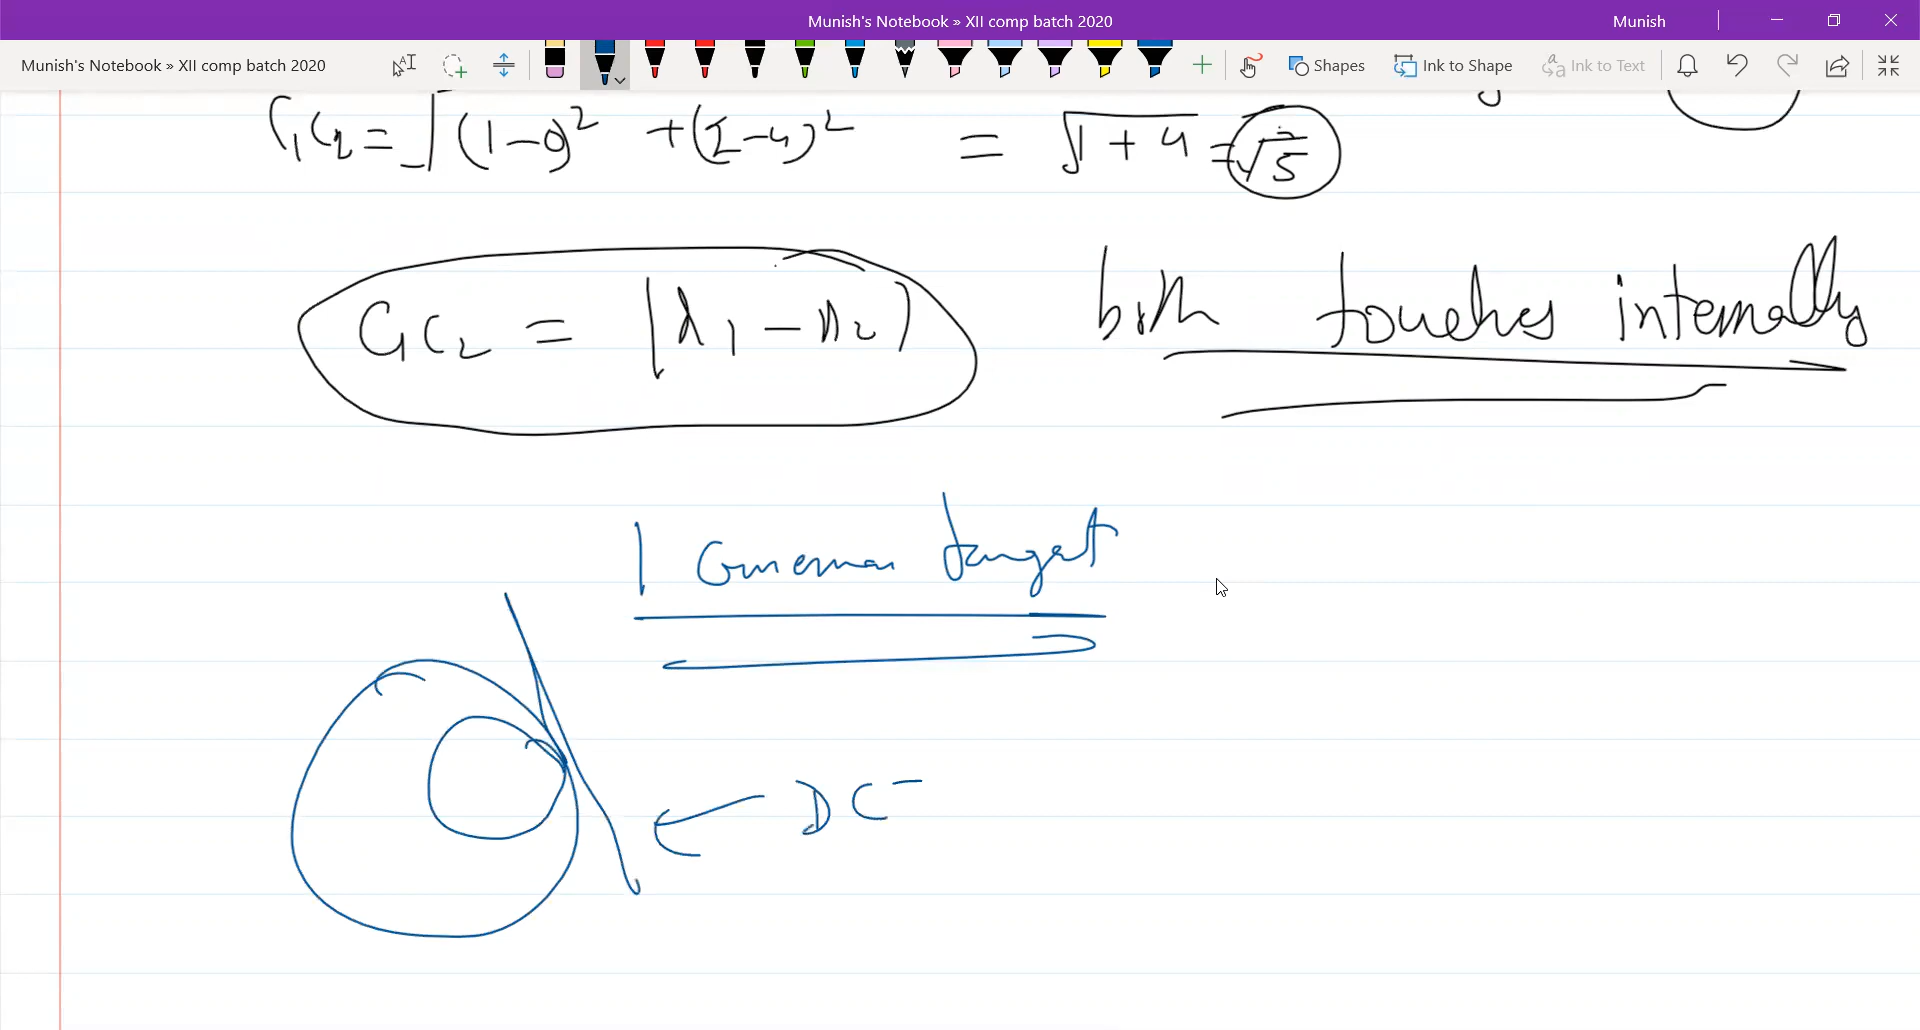 Munish's Notebook » XII comp batch 2020
Munish
Munish's Notebook » XII comp batch 2020
Shapes
Ink to Shape
Ink to Text
C₁C₂ = √(1-0)² + (2-4)² = √1+4 = √5
C₁C₂ = |r₁ - r₂| both touches internally
1 Common tangent
DCT